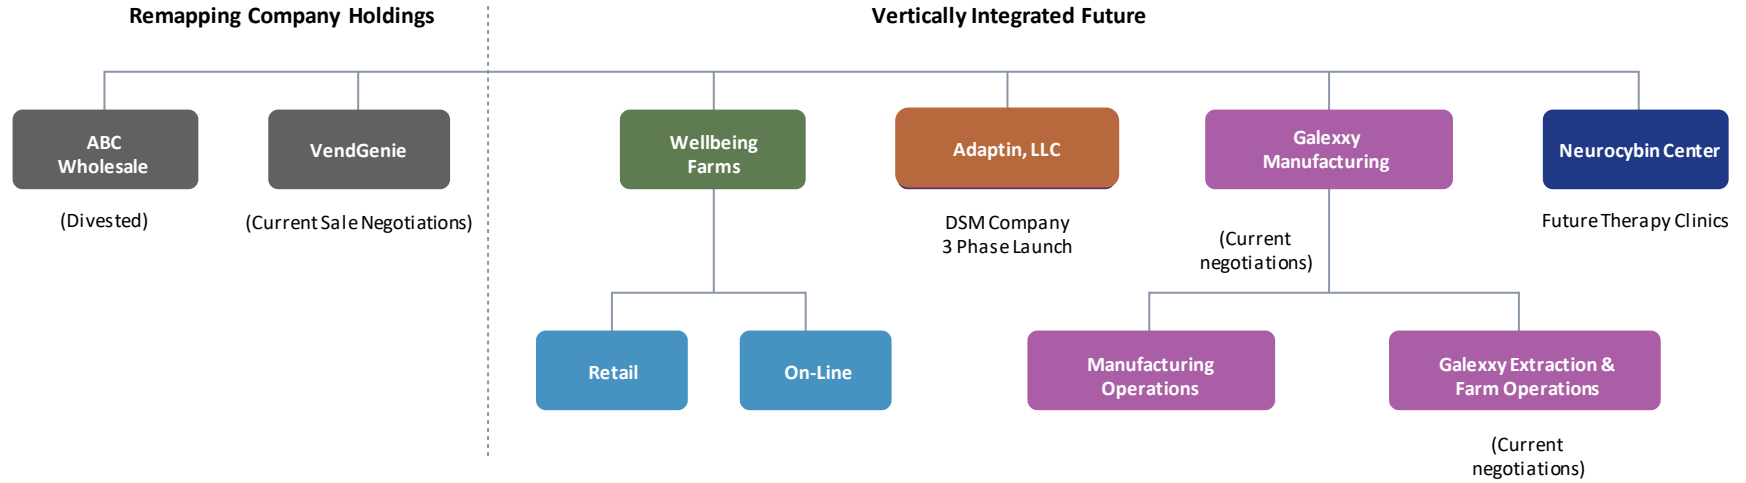 Remapping Company Holdings
Vertically Integrated Future
ABC
Wholesale
(Divested)
VendGenie
(Current Sale Negotiations)
Wellbeing
Farms
Adaptin, LLC
DSM Company
3 Phase Launch
Galexxy
Manufacturing
(Current
negotiations)
Neurocybin Center
Future Therapy Clinics
Retail
On-Line
Manufacturing
Operations
Galexxy Extraction &
Farm Operations
(Current
negotiations)